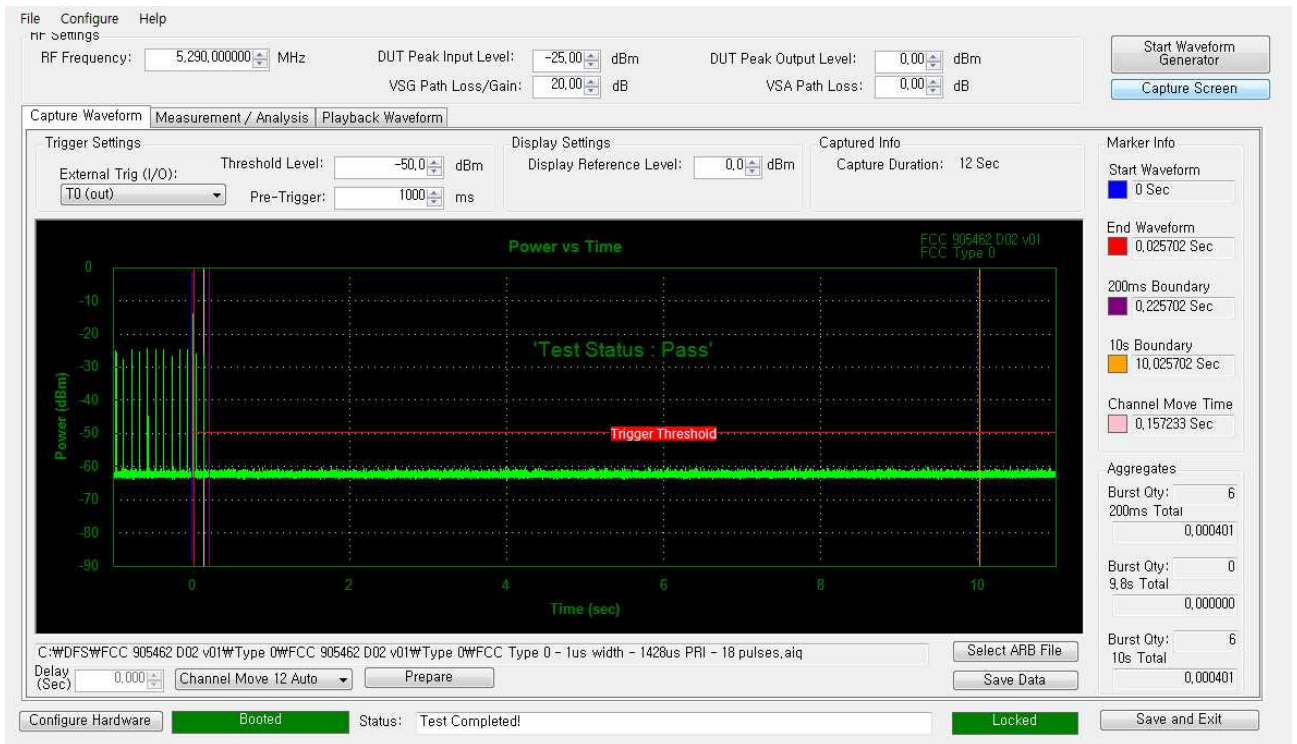 File Configure Help
RF Settings
RF Frequency: 5,290,000000 MHz DUT Peak Input Level: -25,00 dBm DUT Peak Output Level: 0,00 dBm
VSG Path Loss/Gain: 20,00 dB VSA Path Loss: 0,00 dB
Start Waveform
Generator
Capture Screen
Capture Waveform Measurement / Analysis Playback Waveform
Trigger Settings
External Trig (I/O):
T0 (out)
Threshold Level: -50,0 dBm
Pre-Trigger: 1000 ms
Display Settings
Display Reference Level: 0,0 dBm
Captured Info
Capture Duration: 12 Sec
Power vs Time
FCC 905462 D02 v01
FCC Type 0
'Test Status : Pass'
Trigger Threshold
Power (dBm)
0
-10
-20
-30
-40
-50
-60
-70
-80
-90
0 2 4 6 8 10
Time (sec)
Marker Info
Start Waveform
0 Sec
End Waveform
0,025702 Sec
200ms Boundary
0,225702 Sec
10s Boundary
10,025702 Sec
Channel Move Time
0,157233 Sec
Aggregates
Burst Qty: 6
200ms Total
0,000401
Burst Qty: 0
9,8s Total
0,000000
Burst Qty: 6
10s Total
0,000401
C:₩DFS₩FCC 905462 D02 v01₩Type 0₩FCC 905462 D02 v01₩Type 0₩FCC Type 0 - 1us width - 1428us PRI - 18 pulses,aiq
Select ARB File
Delay
(Sec) 0,000 Channel Move 12 Auto Prepare Save Data
Configure Hardware Booted Status: Test Completed! Locked Save and Exit